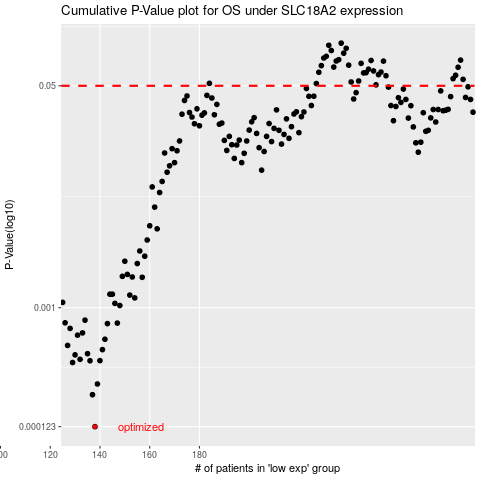 Cumulative P-Value plot for OS under SLC18A2 expression
P-Value(log10)
0.05
0.001
0.000123
optimized
00 120 140 160 180
# of patients in 'low exp' group